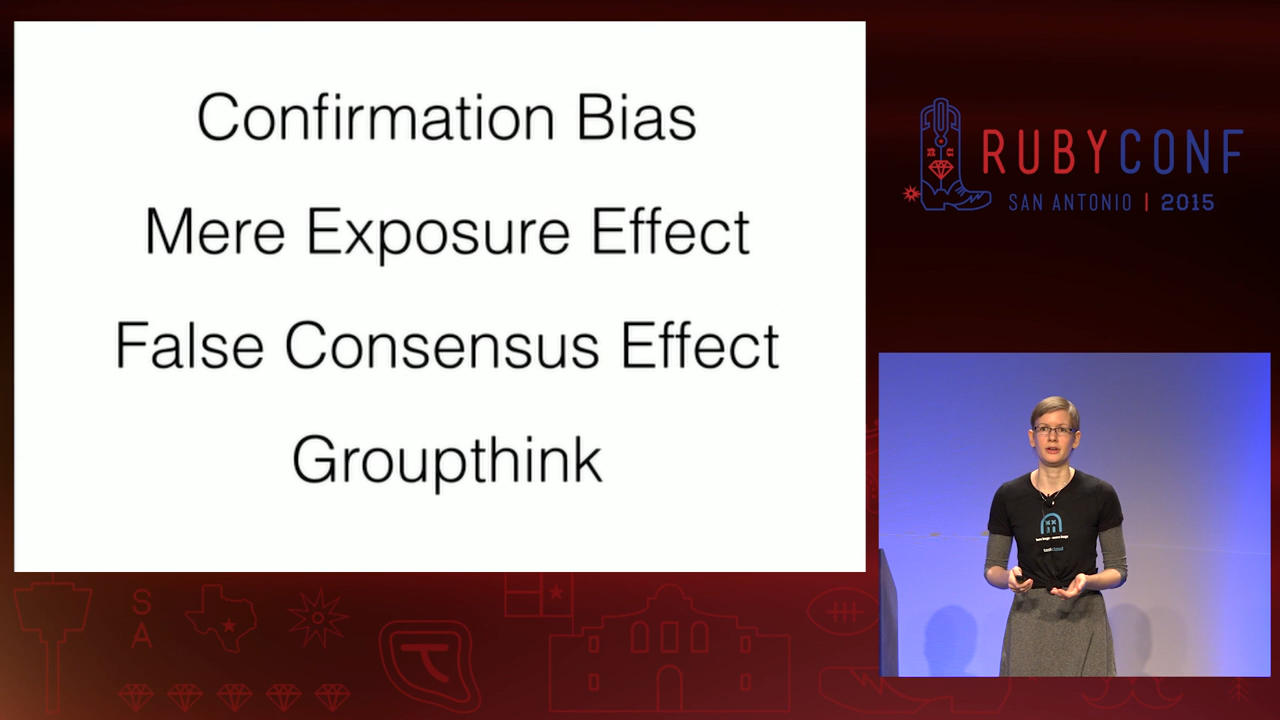 Confirmation Bias
Mere Exposure Effect
False Consensus Effect
Groupthink
RUBYCONF
SAN ANTONIO | 2015
S
A